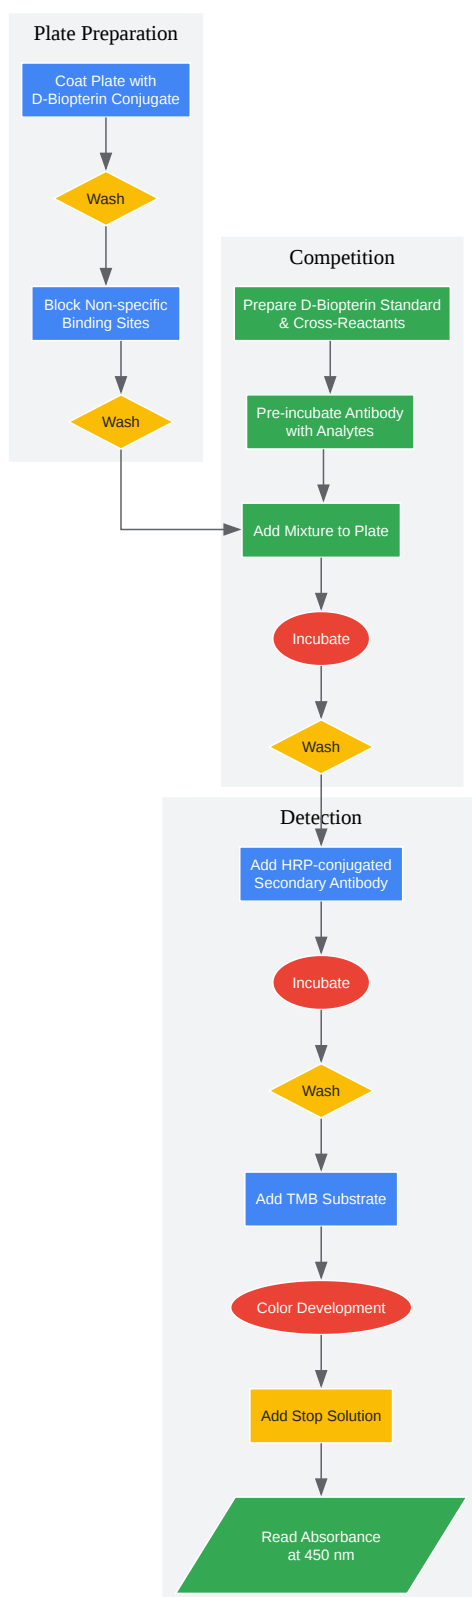 Plate Preparation
Coat Plate with
D-Biopterin Conjugate
Wash
Block Non-specific
Binding Sites
Wash
Competition
Prepare D-Biopterin Standard
& Cross-Reactants
Pre-incubate Antibody
with Analytes
Add Mixture to Plate
Incubate
Wash
Detection
Add HRP-conjugated
Secondary Antibody
Incubate
Wash
Add TMB Substrate
Color Development
Add Stop Solution
Read Absorbance
at 450 nm